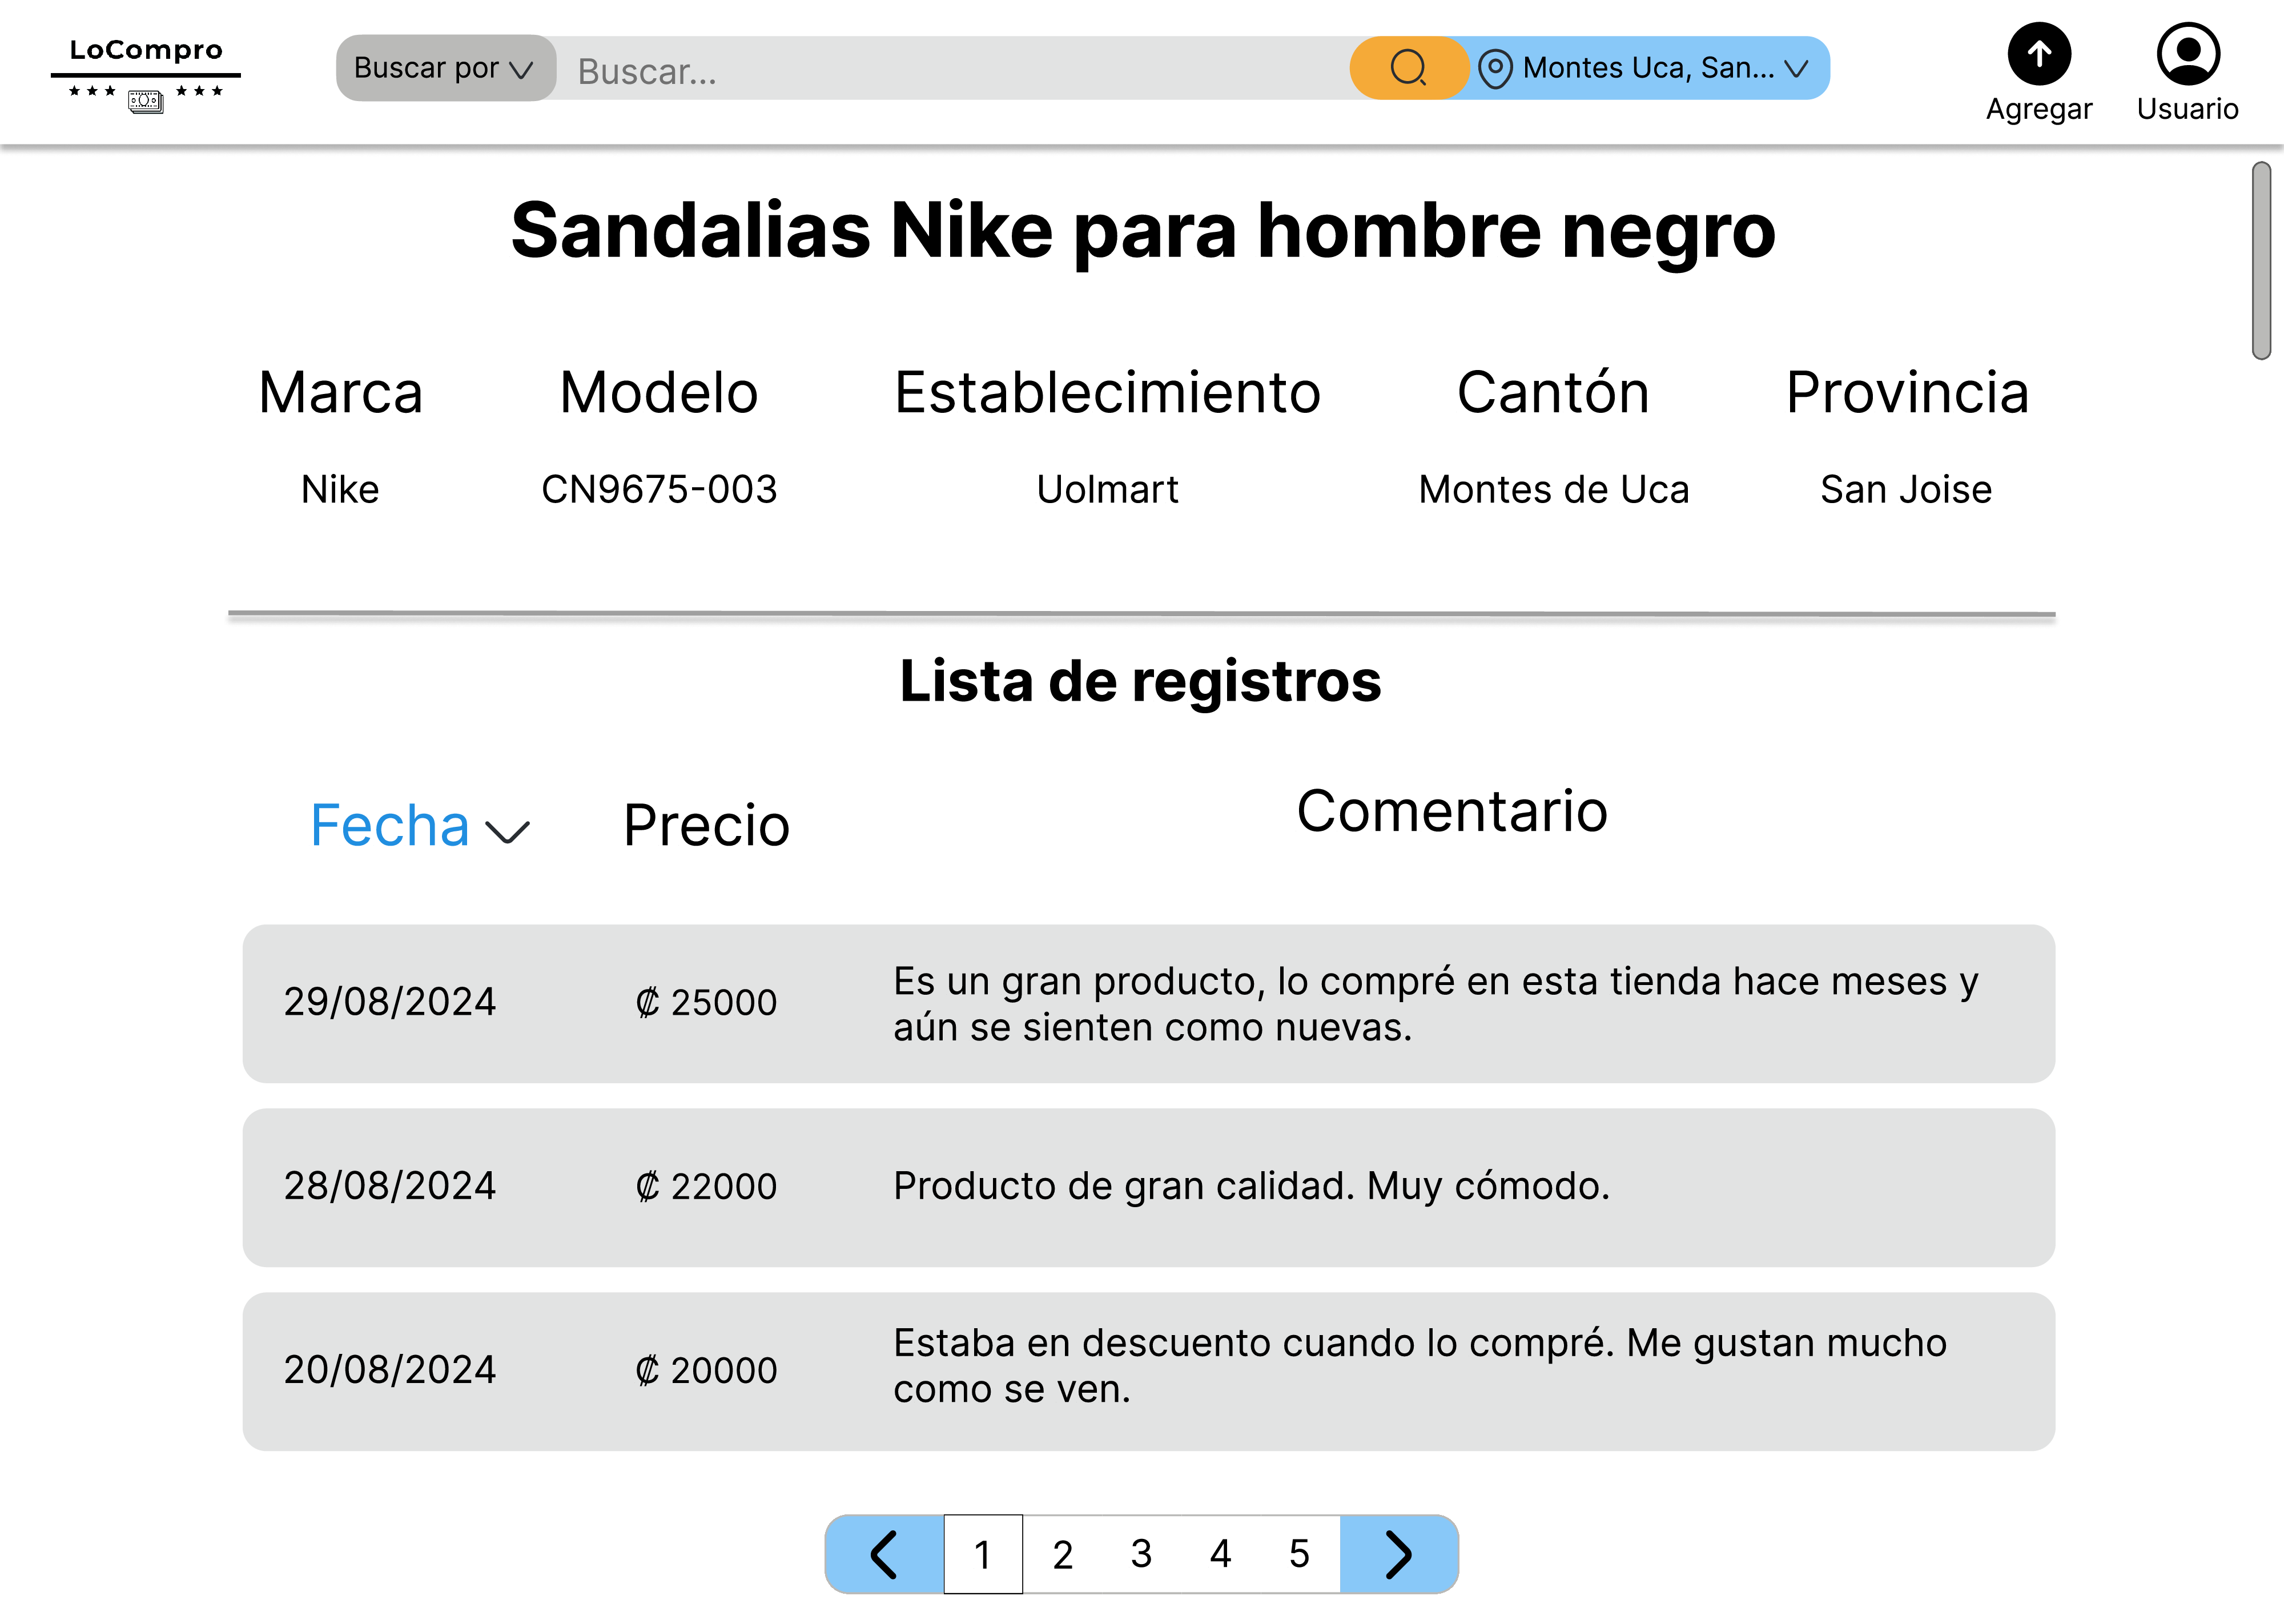 LoCompro
Buscar por
Buscar...
Montes Uca, San...
Agregar
Usuario
Sandalias Nike para hombre negro
Marca Modelo Establecimiento Cantón Provincia
Nike CN9675-003 Uolmart Montes de Uca San Joise
Lista de registros
Fecha Precio Comentario
29/08/2024 ₡ 25000 Es un gran producto, lo compré en esta tienda hace meses y
aún se sienten como nuevas.
28/08/2024 ₡ 22000 Producto de gran calidad. Muy cómodo.
20/08/2024 ₡ 20000 Estaba en descuento cuando lo compré. Me gustan mucho
como se ven.
1 2 3 4 5